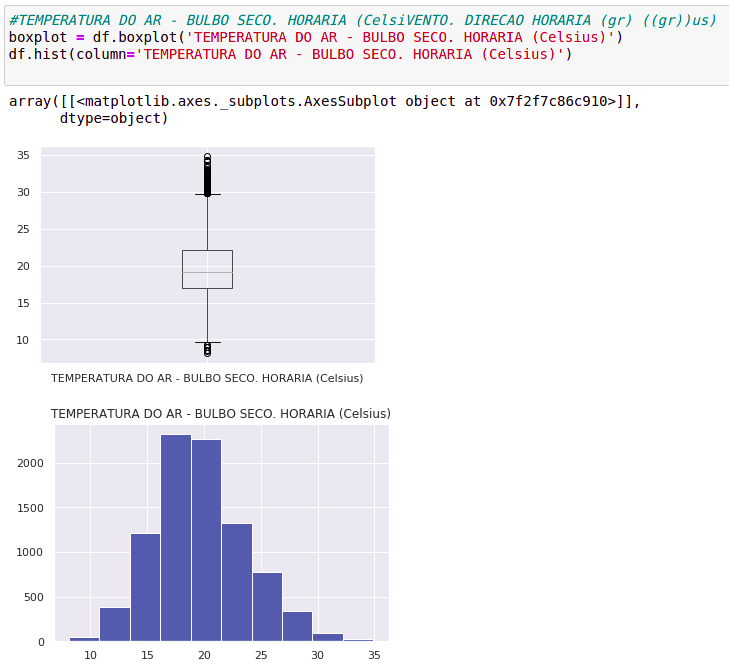 #TEMPERATURA DO AR - BULBO SECO. HORARIA (CelsiVENTO. DIRECAO HORARIA (gr) ((gr))us)
boxplot = df.boxplot('TEMPERATURA DO AR - BULBO SECO. HORARIA (Celsius)')
df.hist(column='TEMPERATURA DO AR - BULBO SECO. HORARIA (Celsius)')
array([[<matplotlib.axes._subplots.AxesSubplot object at 0x7f2f7c86c910>]],
dtype=object)
35
30
25
20
15
10
TEMPERATURA DO AR - BULBO SECO. HORARIA (Celsius)
TEMPERATURA DO AR - BULBO SECO. HORARIA (Celsius)
2000
1500
1000
500
0
10 15 20 25 30 35